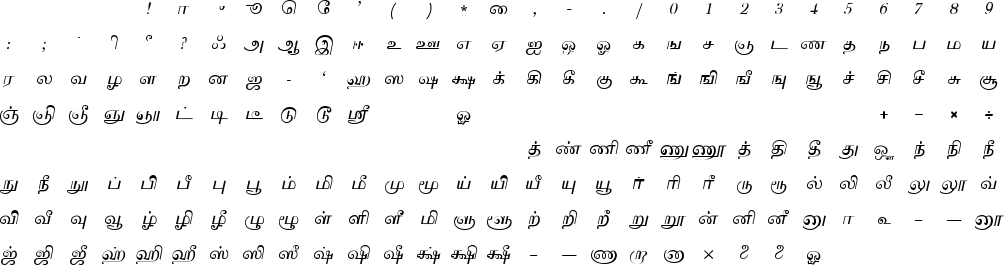 ! ா ு ூ ெ ே ' ( ) * ை , - . / 0 1 2 3 4 5 6 7 8 9
: ; ் ி ீ ? ஃ அ ஆ இ ஈ உ ஊ எ ஏ ஐ ஒ ஓ க ங ச ஞ ட ண த ந ப ம ய
ர ல வ ழ ள ற ன ஜ - ‘ ஹ ஸ ஷ க்ஷ க் கி கீ கு கூ ங் ஙி ஙீ ஙு ஙூ ச் சி சீ சு சூ
ஞ் ஞி ஞீ ஞு ஞூ ட் டி டீ டு டூ ஸ்ரீ ஓ + – × ÷
த் ண் ணி ணீ ணு ணூ த் தி தீ து ஔ ந் நி நீ
நு நீ நூ ப் பி பீ பு பூ ம் மி மீ மு மூ ய் யி யீ யு யூ ர் ரி ரீ ரு ரூ ல் லி லீ லு லூ வ்
வி வீ வு வூ ழ் ழி ழீ ழு ழூ ள் ளி ளீ மி ளு ளூ ற் றி றீ று றூ ன் னி னீ னு ா உ – — னூ
ஜ் ஜி ஜீ ஹ் ஹி ஹீ ஸ் ஸி ஸீ ஷ் ஷி ஷீ க்ஷ் க்ஷி க்ஷீ – — ×  ஓ